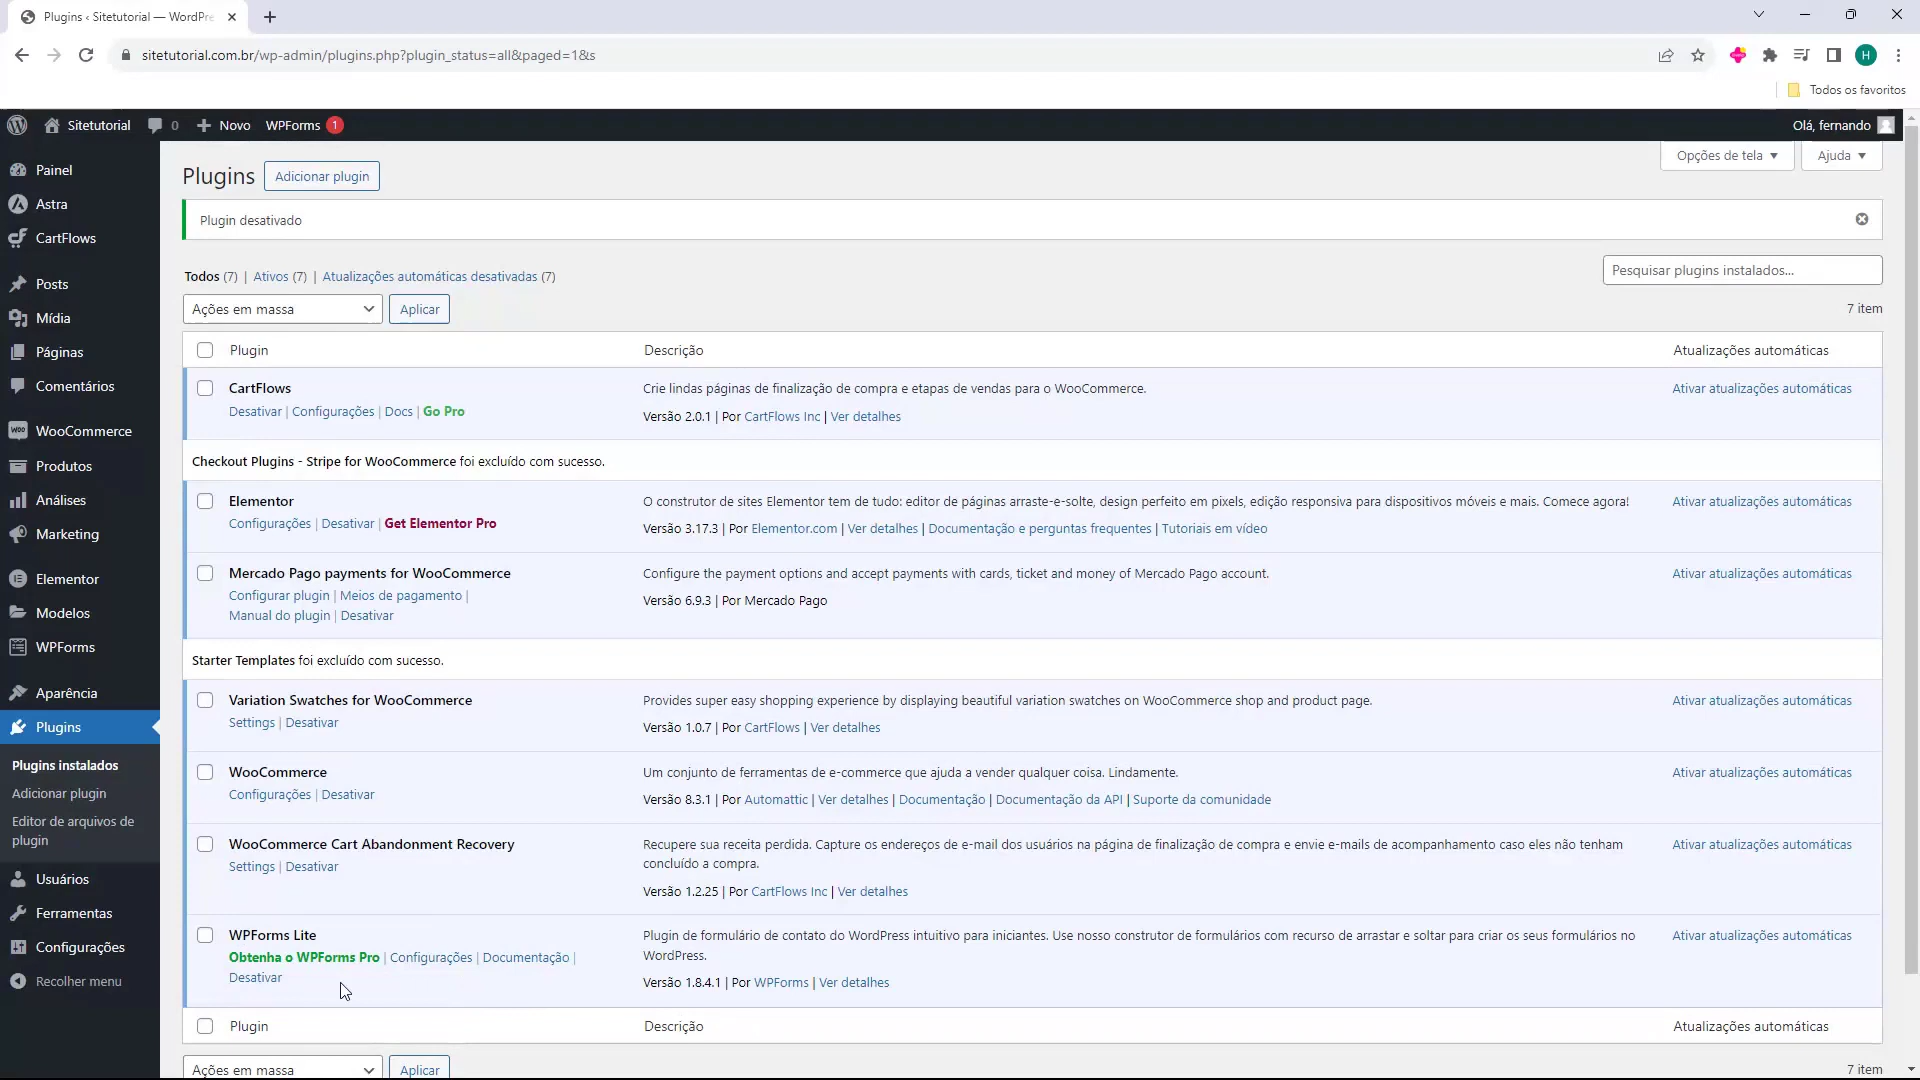 Plugins ‹ Sitetutorial — WordPre
sitetutorial.com.br/wp-admin/plugins.php?plugin_status=all&paged=1&s
H
Todos os favoritos
Sitetutorial
0
Novo
WPForms 1
Olá, fernando
Painel
Astra
CartFlows
Posts
Mídia
Páginas
Comentários
WooCommerce
Produtos
Análises
Marketing
Elementor
Modelos
WPForms
Aparência
Plugins
Plugins instalados
Adicionar plugin
Editor de arquivos de
plugin
Usuários
Ferramentas
Configurações
Recolher menu
Opções de tela
Ajuda
Plugins
Adicionar plugin
Plugin desativado
Todos (7) | Ativos (7) | Atualizações automáticas desativadas (7)
Pesquisar plugins instalados...
Ações em massa
Aplicar
7 item
Plugin
Descrição
Atualizações automáticas
CartFlows
Desativar | Configurações | Docs | Go Pro
Crie lindas páginas de finalização de compra e etapas de vendas para o WooCommerce.
Versão 2.0.1 | Por CartFlows Inc | Ver detalhes
Ativar atualizações automáticas
Checkout Plugins - Stripe for WooCommerce foi excluído com sucesso.
Elementor
Configurações | Desativar | Get Elementor Pro
O construtor de sites Elementor tem de tudo: editor de páginas arraste-e-solte, design perfeito em pixels, edição responsiva para dispositivos móveis e mais. Comece agora!
Versão 3.17.3 | Por Elementor.com | Ver detalhes | Documentação e perguntas frequentes | Tutoriais em vídeo
Ativar atualizações automáticas
Mercado Pago payments for WooCommerce
Configurar plugin | Meios de pagamento |
Manual do plugin | Desativar
Configure the payment options and accept payments with cards, ticket and money of Mercado Pago account.
Versão 6.9.3 | Por Mercado Pago
Ativar atualizações automáticas
Starter Templates foi excluído com sucesso.
Variation Swatches for WooCommerce
Settings | Desativar
Provides super easy shopping experience by displaying beautiful variation swatches on WooCommerce shop and product page.
Versão 1.0.7 | Por CartFlows | Ver detalhes
Ativar atualizações automáticas
WooCommerce
Configurações | Desativar
Um conjunto de ferramentas de e-commerce que ajuda a vender qualquer coisa. Lindamente.
Versão 8.3.1 | Por Automattic | Ver detalhes | Documentação | Documentação da API | Suporte da comunidade
Ativar atualizações automáticas
WooCommerce Cart Abandonment Recovery
Settings | Desativar
Recupere sua receita perdida. Capture os endereços de e-mail dos usuários na página de finalização de compra e envie e-mails de acompanhamento caso eles não tenham
concluído a compra.
Versão 1.2.25 | Por CartFlows Inc | Ver detalhes
Ativar atualizações automáticas
WPForms Lite
Obtenha o WPForms Pro | Configurações | Documentação |
Desativar
Plugin de formulário de contato do WordPress intuitivo para iniciantes. Use nosso construtor de formulários com recurso de arrastar e soltar para criar os seus formulários no
WordPress.
Versão 1.8.4.1 | Por WPForms | Ver detalhes
Ativar atualizações automáticas
Plugin
Descrição
Atualizações automáticas
Ações em massa
Aplicar
7 item